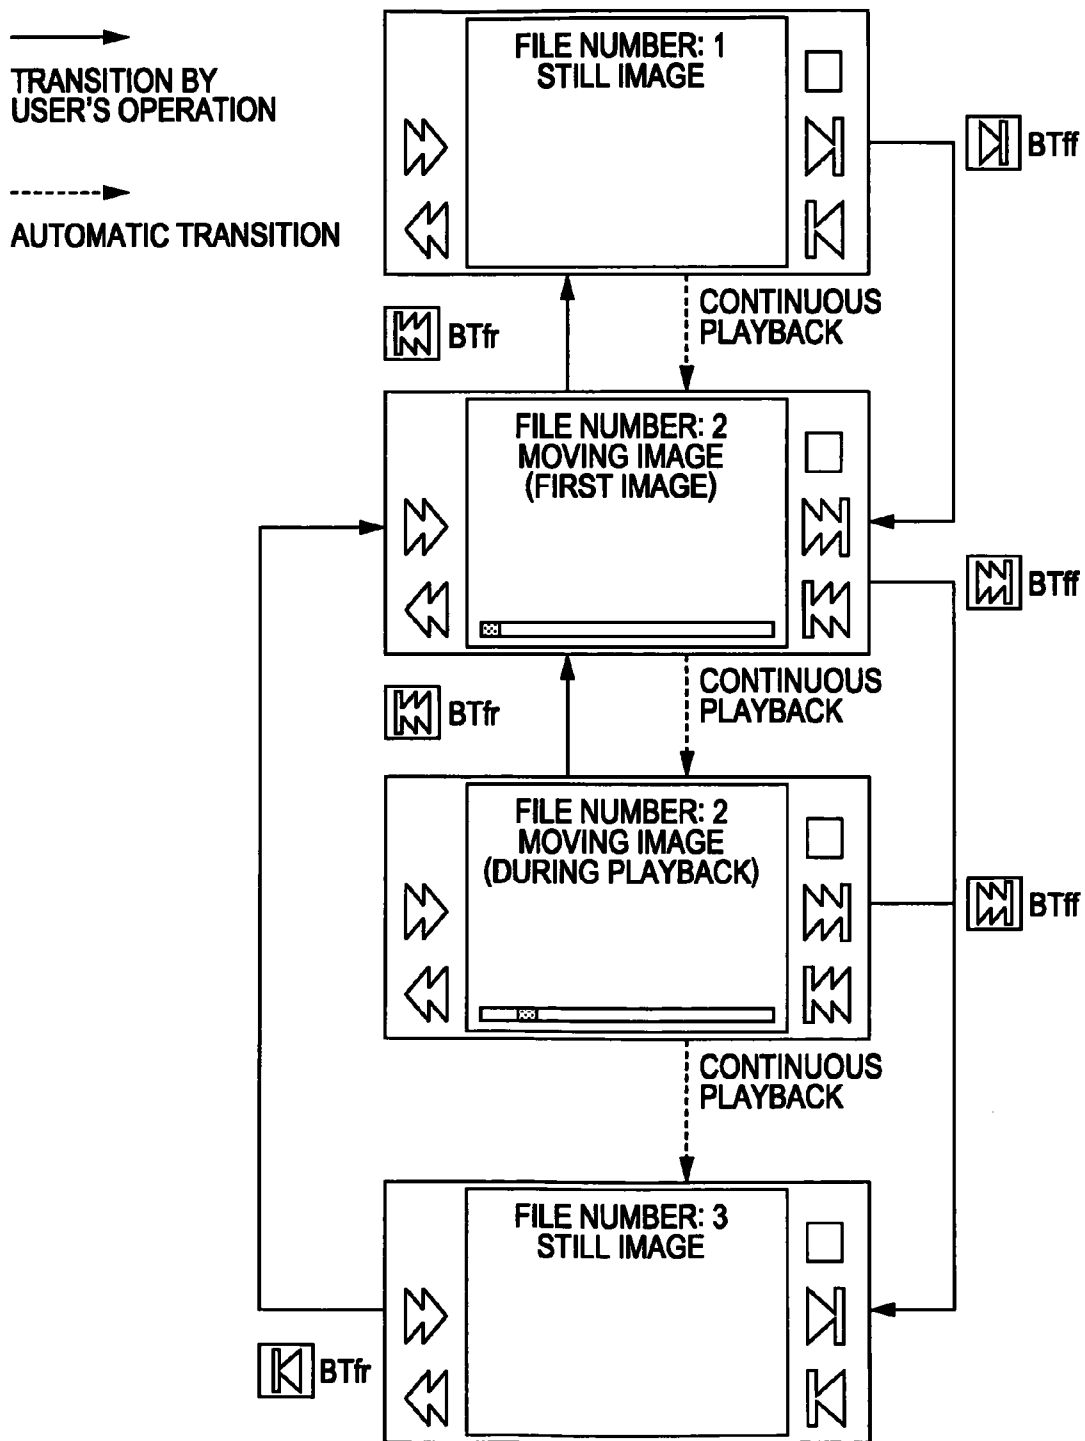 TRANSITION BY
USER'S OPERATION
AUTOMATIC TRANSITION
FILE NUMBER: 1
STILL IMAGE
BTff
CONTINUOUS
PLAYBACK
BTfr
FILE NUMBER: 2
MOVING IMAGE
(FIRST IMAGE)
BTff
CONTINUOUS
PLAYBACK
BTfr
FILE NUMBER: 2
MOVING IMAGE
(DURING PLAYBACK)
BTff
CONTINUOUS
PLAYBACK
FILE NUMBER: 3
STILL IMAGE
BTfr